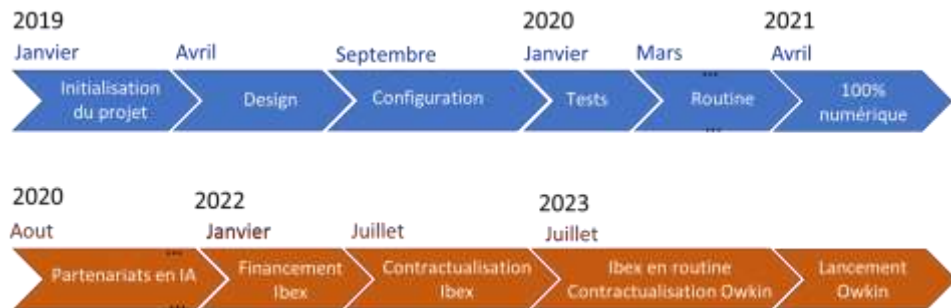 2019 2020 2021
Janvier Avril Septembre Janvier Mars Avril
Initialisation
du projet
Design
Configuration
Tests
...
Routine
...
100%
numérique
2020 2022 2023
Aout Janvier Juillet Juillet
...
Partenariats en IA
...
Financement
Ibex
Contractualisation
Ibex
Ibex en routine
Contractualisation Owkin
Lancement
Owkin